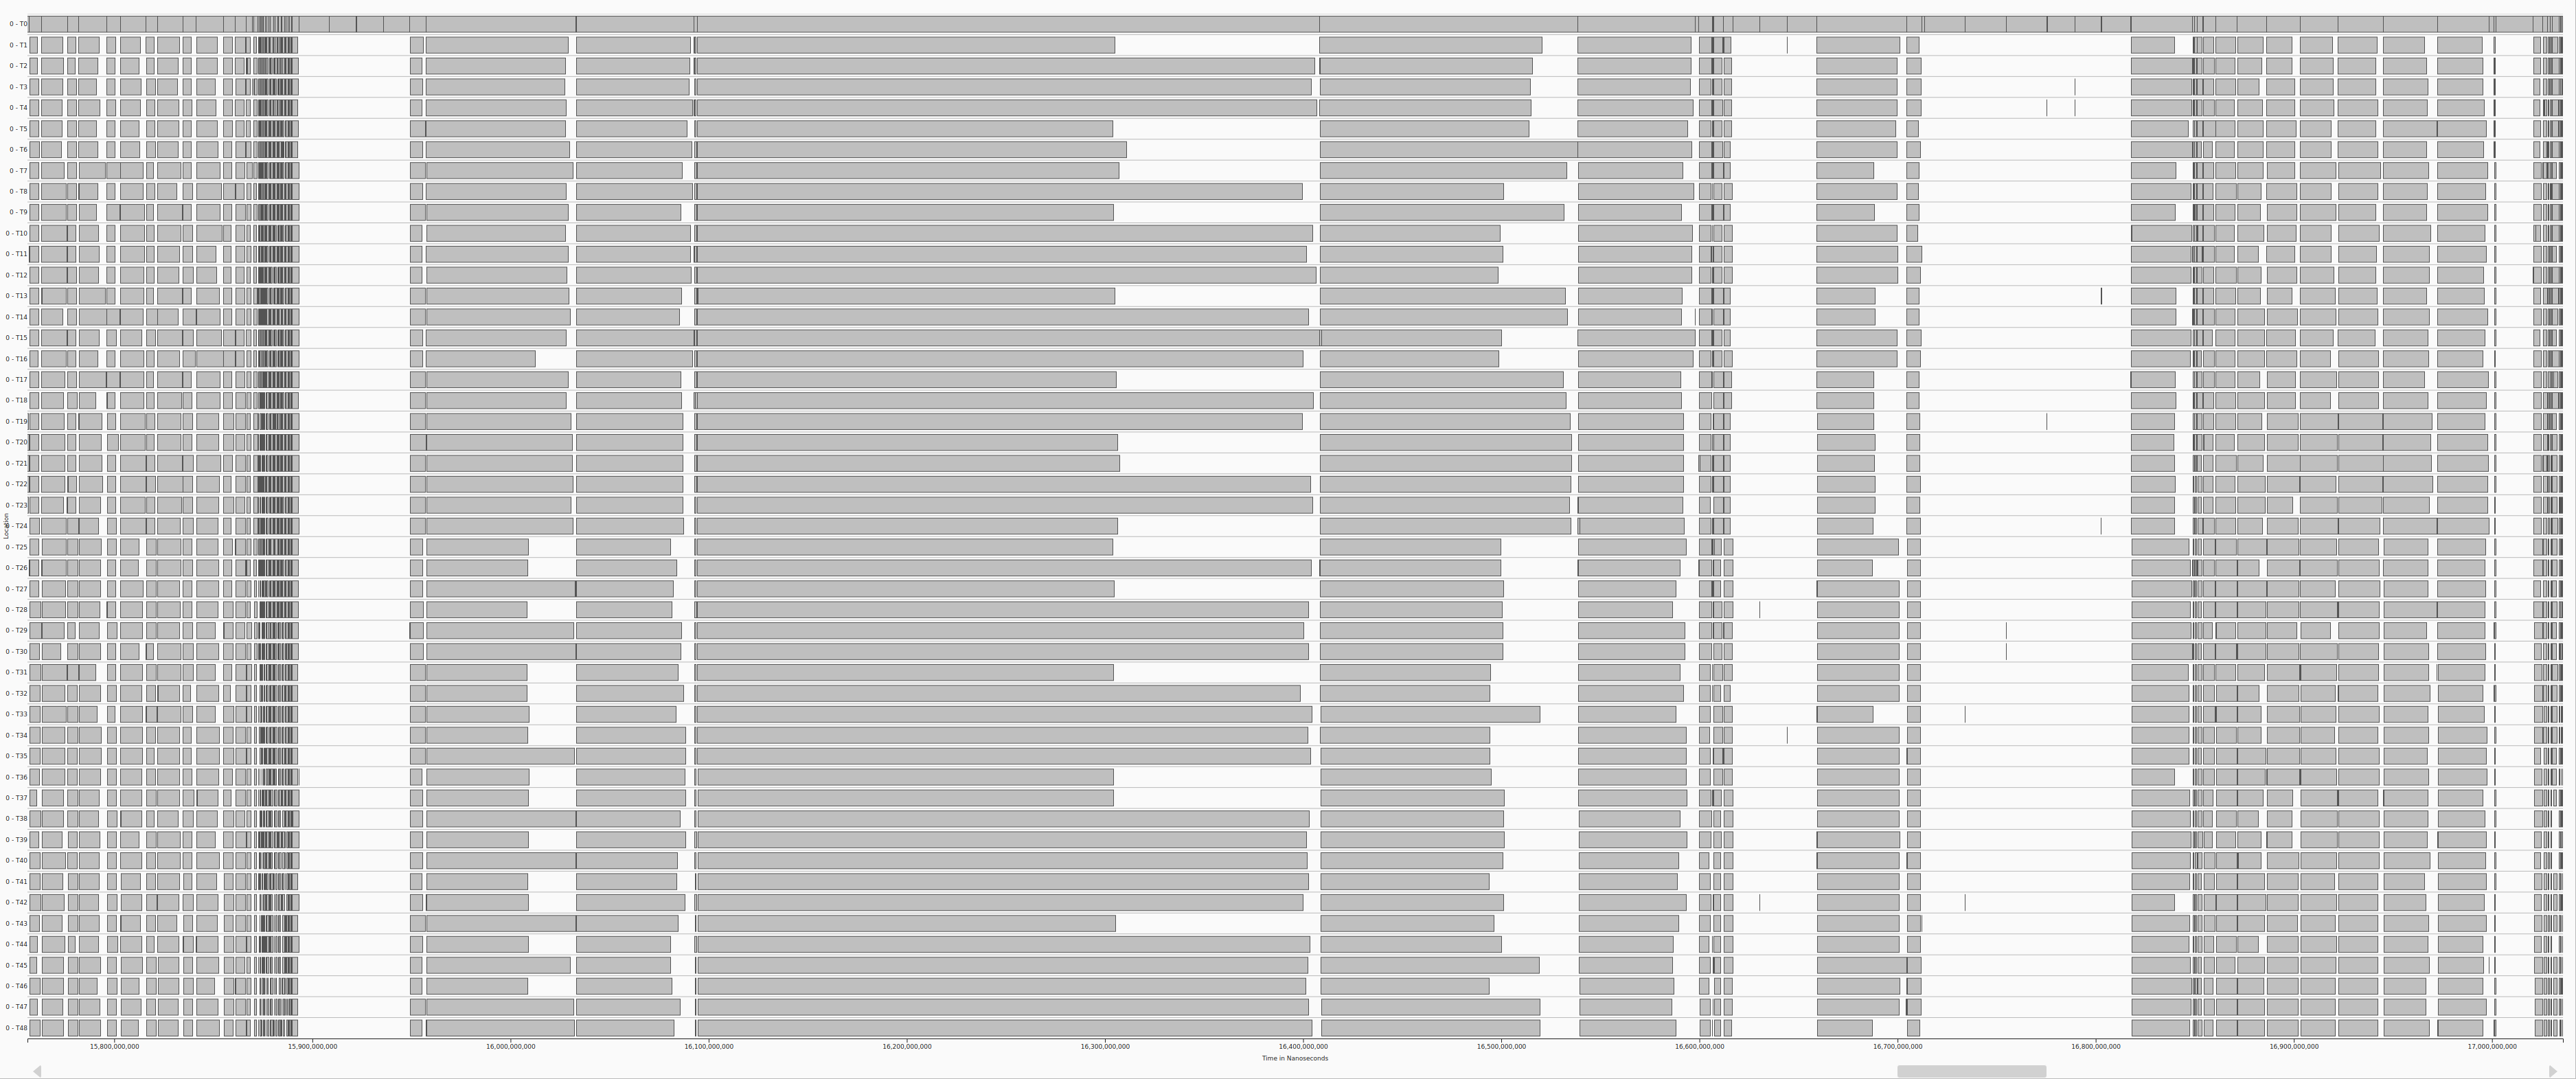 0 - T0
0 - T1
0 - T2
0 - T3
0 - T4
0 - T5
0 - T6
0 - T7
0 - T8
0 - T9
0 - T10
0 - T11
0 - T12
0 - T13
0 - T14
0 - T15
0 - T16
0 - T17
0 - T18
0 - T19
0 - T20
0 - T21
0 - T22
0 - T23
Location
0 - T24
0 - T25
0 - T26
0 - T27
0 - T28
0 - T29
0 - T30
0 - T31
0 - T32
0 - T33
0 - T34
0 - T35
0 - T36
0 - T37
0 - T38
0 - T39
0 - T40
0 - T41
0 - T42
0 - T43
0 - T44
0 - T45
0 - T46
0 - T47
0 - T48
15,800,000,000 15,900,000,000 16,000,000,000 16,100,000,000 16,200,000,000 16,300,000,000 16,400,000,000 16,500,000,000 16,600,000,000 16,700,000,000 16,800,000,000 16,900,000,000 17,000,000,000
Time in Nanoseconds